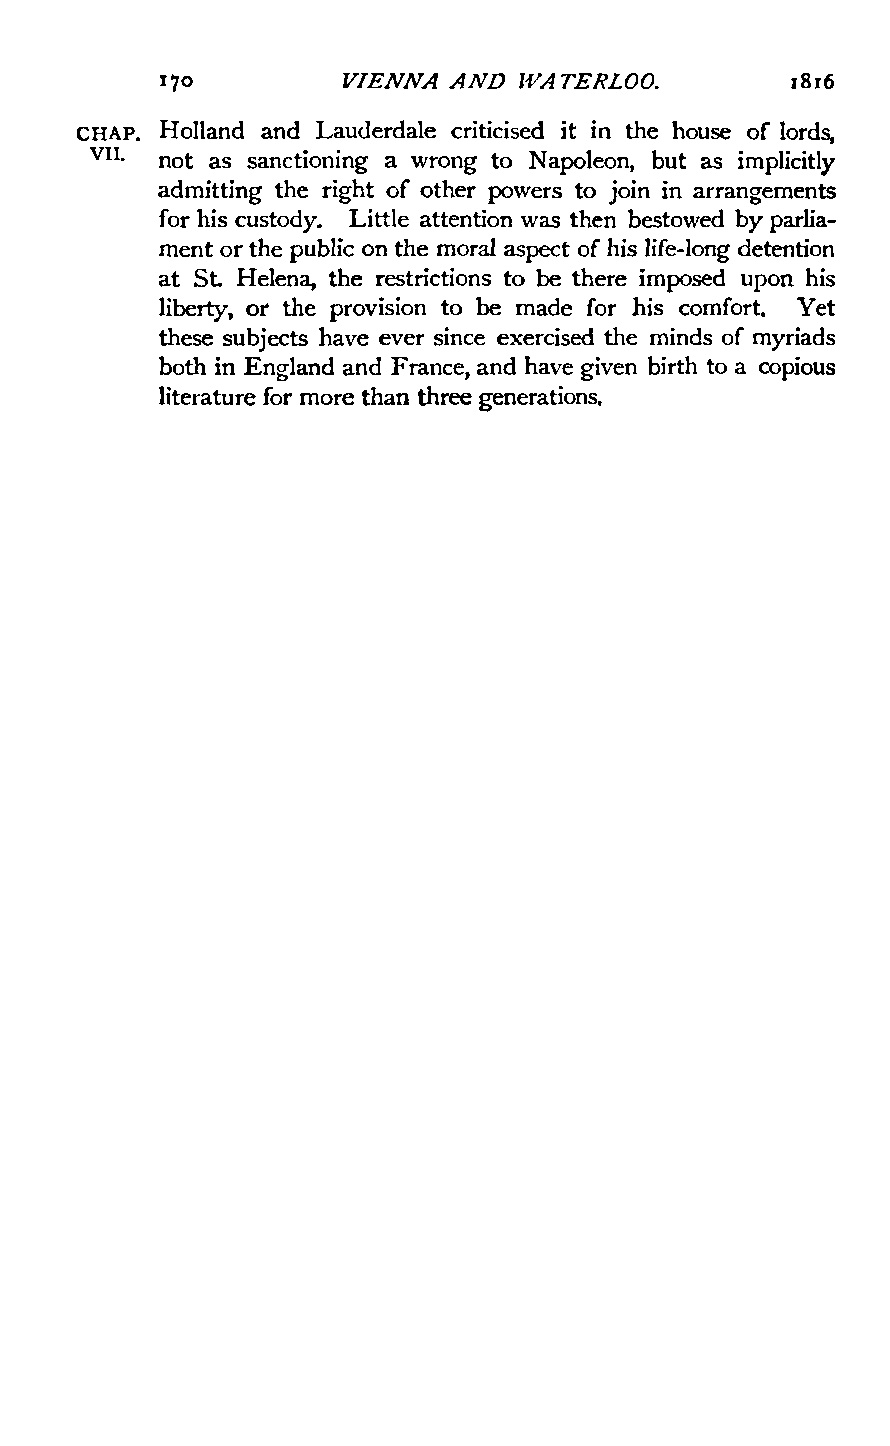 170 VIENNA AND WATERLOO. 1816
CHAP. VII.
Holland and Lauderdale criticised it in the house of lords,
not as sanctioning a wrong to Napoleon, but as implicitly
admitting the right of other powers to join in arrangements
for his custody. Little attention was then bestowed by parlia-
ment or the public on the moral aspect of his life-long detention
at St. Helena, the restrictions to be there imposed upon his
liberty, or the provision to be made for his comfort. Yet
these subjects have ever since exercised the minds of myriads
both in England and France, and have given birth to a copious
literature for more than three generations.